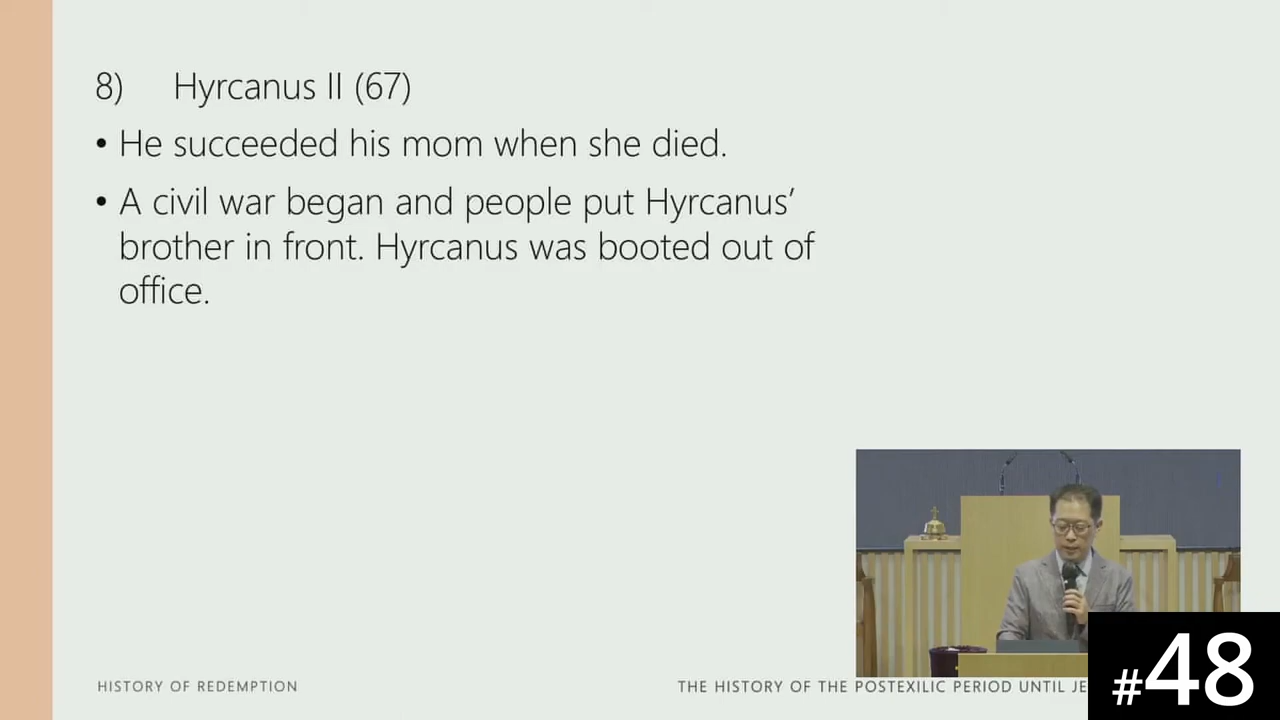 8) Hyrcanus II (67)
• He succeeded his mom when she died.
• A civil war began and people put Hyrcanus’
brother in front. Hyrcanus was booted out of
office.
HISTORY OF REDEMPTION
THE HISTORY OF THE POSTEXILIC PERIOD UNTIL JE
#48